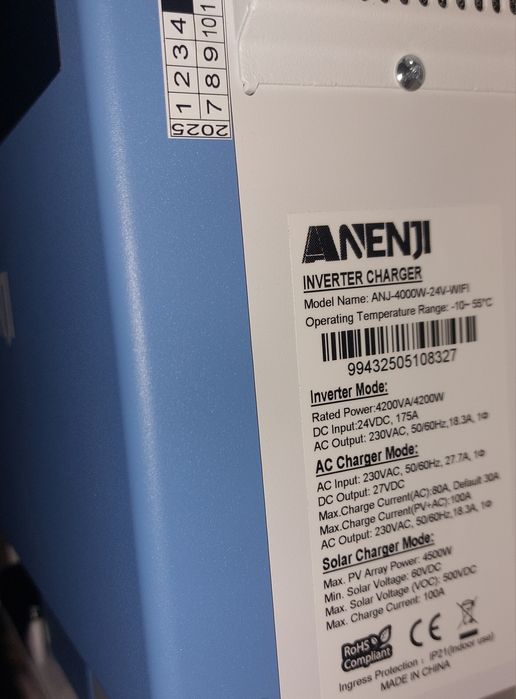 1 2 3 4
7 8 9 10 1
2025
ANENJI
INVERTER CHARGER
Model Name: ANJ-4000W-24V-WIFI
Operating Temperature Range: -10~ 55°C
99432505108327
Inverter Mode:
Rated Power:4200VA/4200W
DC Input:24VDC, 175A
AC Output: 230VAC, 50/60Hz,18.3A, 1Φ
AC Charger Mode:
AC Input: 230VAC, 50/60Hz, 27.7A, 1Φ
DC Output: 27VDC
Max.Charge Current(AC):80A, Default 30A
Max.Charge Current(PV+AC):100A
AC Output: 230VAC, 50/60Hz,18.3A, 1Φ
Solar Charger Mode:
Max. PV Array Power: 4500W
Min. Solar Voltage: 60VDC
Max. Solar Voltage (VOC): 500VDC
Max. Charge Current: 100A
RoHS
Compliant
CE
Ingress Protection : IP21(Indoor use)
MADE IN CHINA